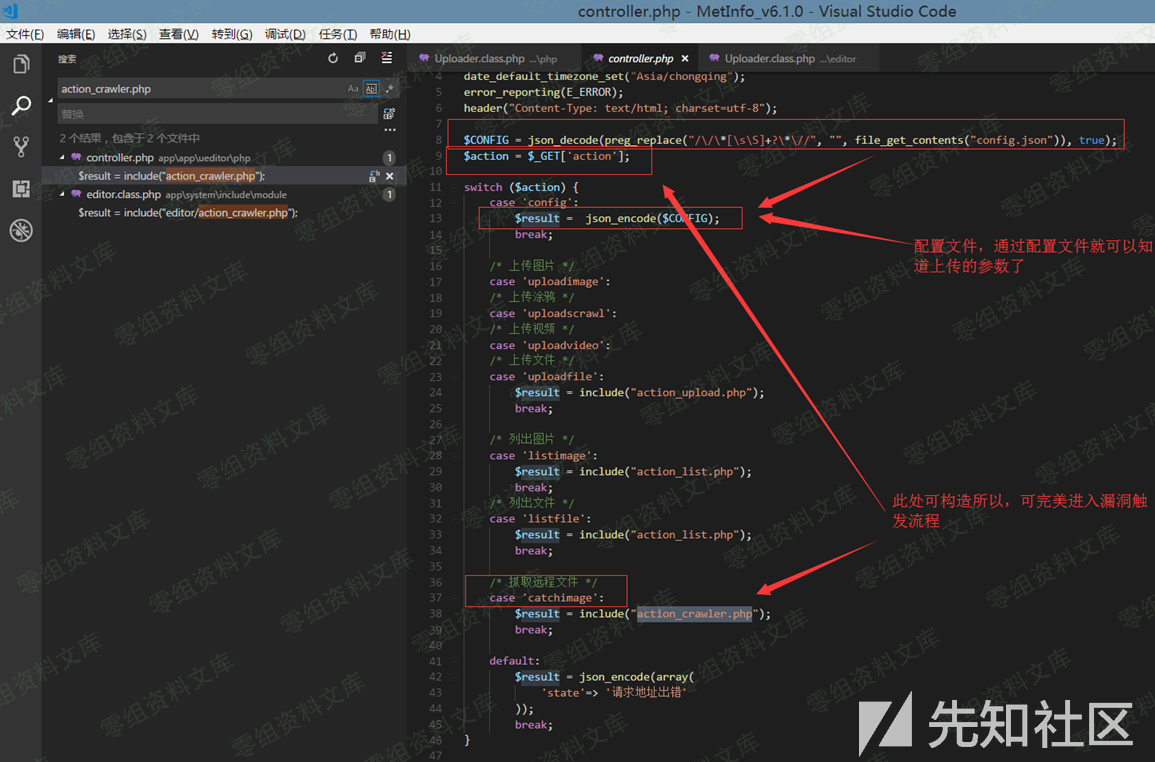 controller.php - MetInfo_v6.1.0 - Visual Studio Code
文件(F) 编辑(E) 选择(S) 查看(V) 转到(G) 调试(D) 任务(T) 帮助(H)
搜索
action_crawler.php
Aa Abl .*
替换
2 个结果，包含于 2 个文件中
controller.php app\app\ueditor\php 1
$result = include("action_crawler.php");
editor.class.php app\system\include\module 1
$result = include("editor/action_crawler.php");
Uploader.class.php ...\php controller.php Uploader.class.php ...\editor
4 date_default_timezone_set("Asia/chongqing");
5 error_reporting(E_ERROR);
6 header("Content-Type: text/html; charset=utf-8");
7
8 $CONFIG = json_decode(preg_replace("/\/\*[\s\S]+?\*\//", "", file_get_contents("config.json")), true);
9 $action = $_GET['action'];
10
11 switch ($action) {
12 case 'config':
13 $result = json_encode($CONFIG);
14 break;
15
16 /* 上传图片 */
17 case 'uploadimage':
18 /* 上传涂鸦 */
19 case 'uploadscrawl':
20 /* 上传视频 */
21 case 'uploadvideo':
22 /* 上传文件 */
23 case 'uploadfile':
24 $result = include("action_upload.php");
25 break;
26
27 /* 列出图片 */
28 case 'listimage':
29 $result = include("action_list.php");
30 break;
31 /* 列出文件 */
32 case 'listfile':
33 $result = include("action_list.php");
34 break;
35
36 /* 抓取远程文件 */
37 case 'catchimage':
38 $result = include("action_crawler.php");
39 break;
40
41 default:
42 $result = json_encode(array(
43 'state'=> '请求地址出错'
44 ));
45 break;
46 }
47
配置文件，通过配置文件就可以知
道上传的参数了
此处可构造所以，可完美进入漏洞触
发流程
先知社区
零组资料文库